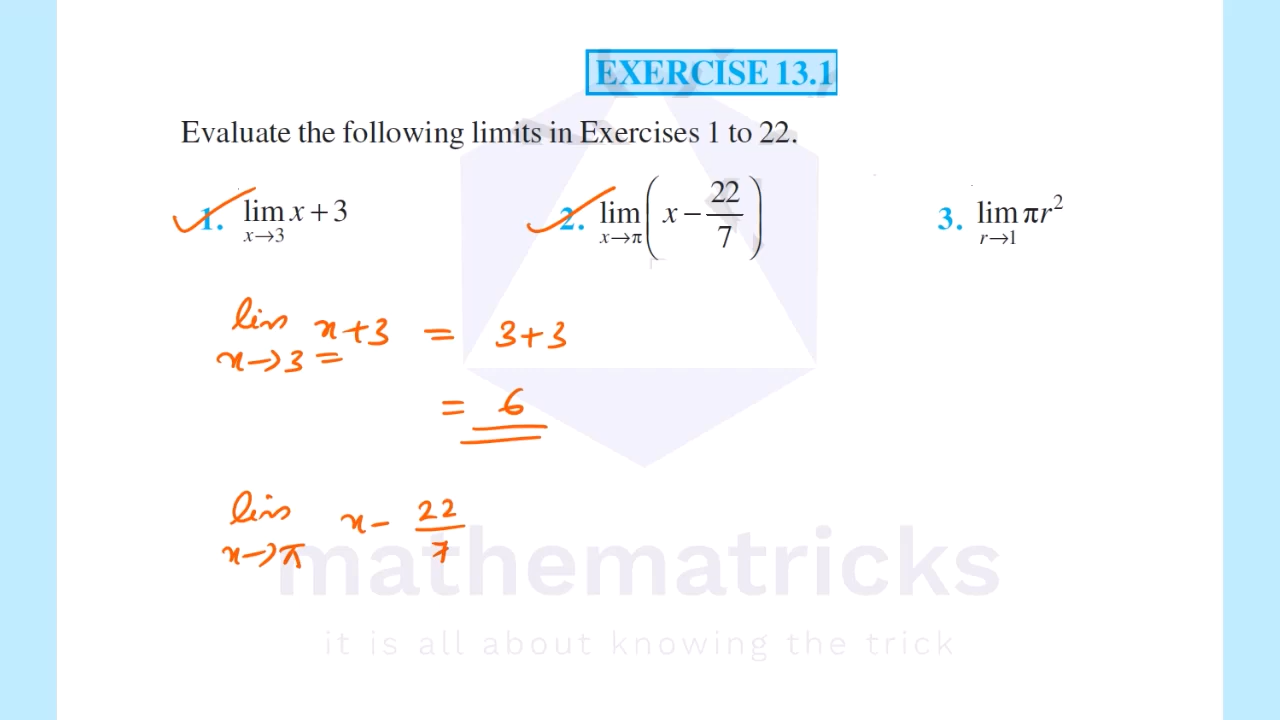 EXERCISE 13.1
Evaluate the following limits in Exercises 1 to 22.
1. lim x→3 x + 3
2. lim x→π (x − 22/7)
3. lim r→1 πr²
lim x→3 x+3 = 3+3
=
= 6
lim x→π x − 22/7
mathematricks
it is all about knowing the trick